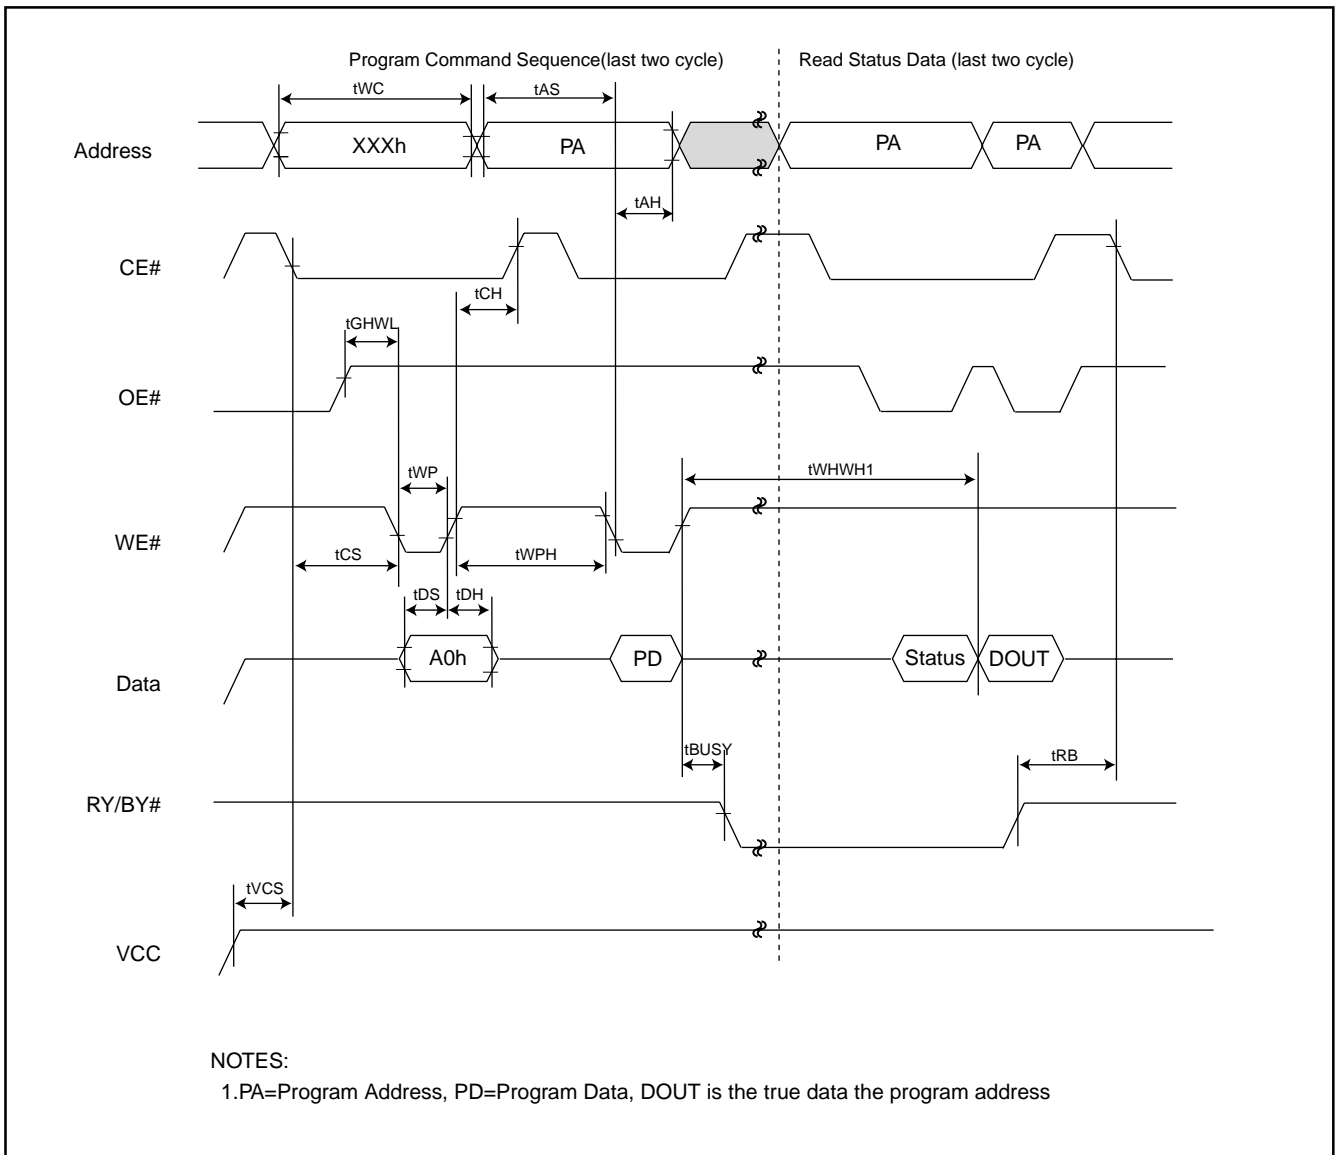 Program Command Sequence(last two cycle)
Read Status Data (last two cycle)
tWC
tAS
Address
XXXh
PA
PA
PA
tAH
CE#
tCH
tGHWL
OE#
tWP
tWHWH1
WE#
tCS
tWPH
tDS
tDH
Data
A0h
PD
Status
DOUT
tBUSY
tRB
RY/BY#
tVCS
VCC
NOTES:
1.PA=Program Address, PD=Program Data, DOUT is the true data the program address